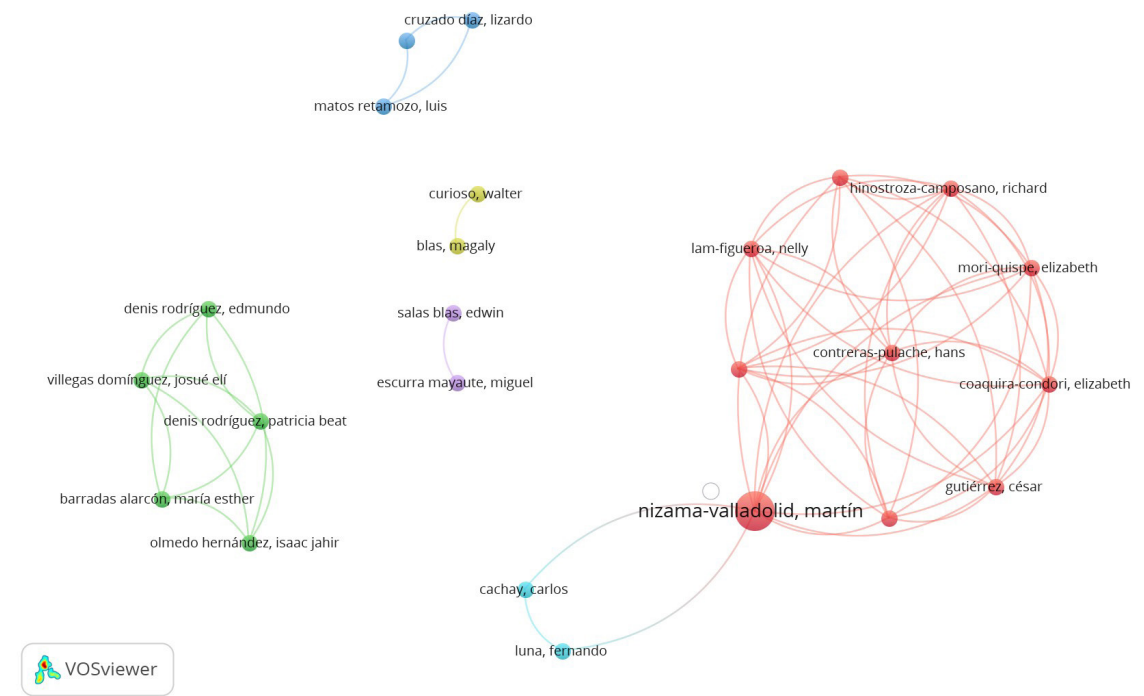 cruzado díaz, lizardo
matos retamozo, luis
curioso, walter
hinostroza-camposano, richard
blas, magaly
lam-figueroa, nelly
mori-quispe, elizabeth
denis rodríguez, edmundo
salas blas, edwin
contreras-pulache, hans
villegas domínguez, josué elí
escurra mayaute, miguel
coaquira-condori, elizabeth
denis rodríguez, patricia beat
gutiérrez, césar
barradas alarcón, maría esther
nizama-valladolid, martín
olmedo hernández, isaac jahir
cachay, carlos
luna, fernando
VOSviewer